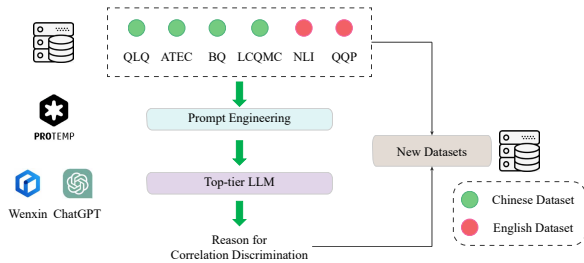 QLQ ATEC BQ LCQMC NLI QQP
Prompt Engineering
PROTEMP
New Datasets
Top-tier LLM
Wenxin ChatGPT
Chinese Dataset
English Dataset
Reason for
Correlation Discrimination